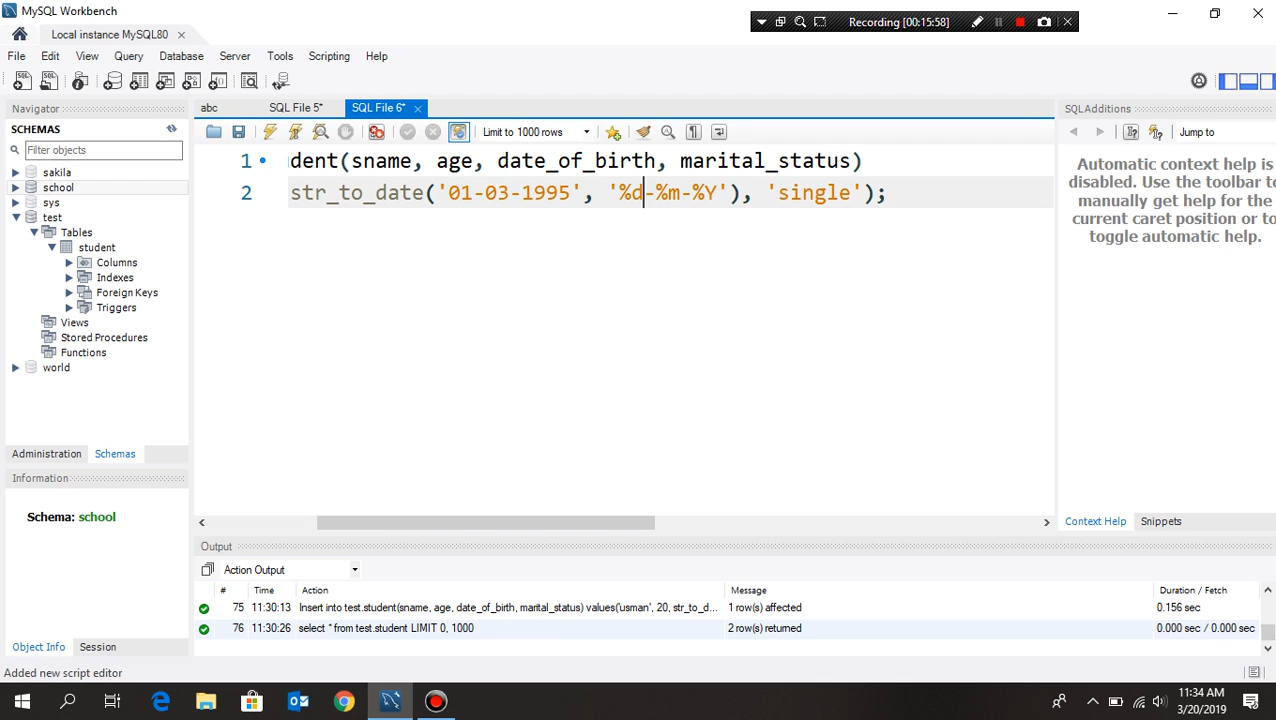 MySQL Workbench
Recording [00:15:58]
Local instance MySQL80
File Edit View Query Database Server Tools Scripting Help
Navigator
SCHEMAS
Filter objects
sakila
school
sys
test
Tables
student
Columns
Indexes
Foreign Keys
Triggers
Views
Stored Procedures
Functions
world
Administration Schemas
Information
Schema: school
Object Info Session
Added new script editor
abc SQL File 5* SQL File 6*
Limit to 1000 rows
1 dent(sname, age, date_of_birth, marital_status)
2 str_to_date('01-03-1995', '%d-%m-%Y'), 'single');
SQLAdditions
Jump to
Automatic context help is
disabled. Use the toolbar to
manually get help for the
current caret position or to
toggle automatic help.
Context Help Snippets
Output
Action Output
# Time Action Message Duration / Fetch
75 11:30:13 Insert into test.student(sname, age, date_of_birth, marital_status) values('usman', 20, str_to_d... 1 row(s) affected 0.156 sec
76 11:30:26 select * from test.student LIMIT 0, 1000 2 row(s) returned 0.000 sec / 0.000 sec
11:34 AM
3/20/2019